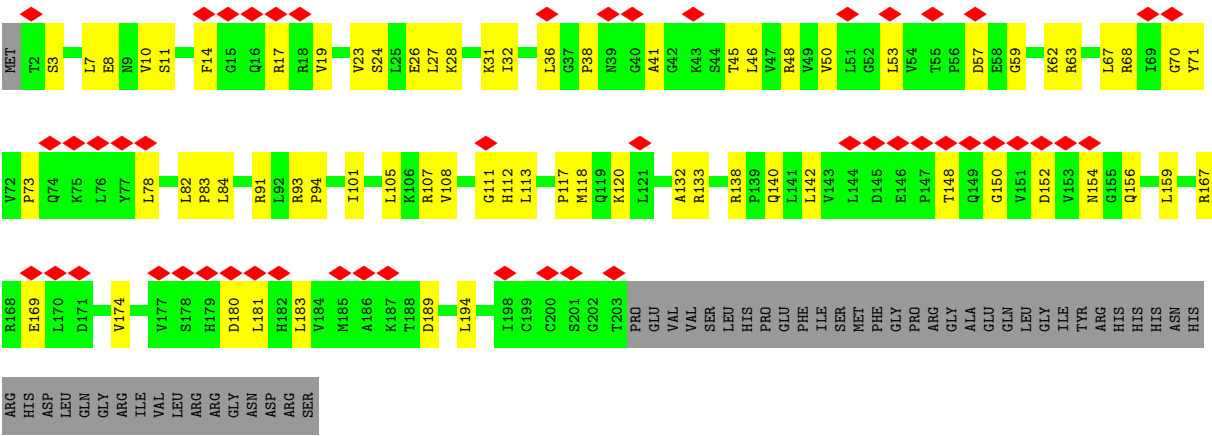 MET T2 S3 L7 E8 N9 V10 S11 F14 G15 Q16 R17 R18 V19 V23 S24 L25 E26 L27 K28 K31 I32 L36 G37 P38 N39 G40 A41 G42 K43 S44 T45 L46 V47 R48 V49 V50 L51 G52 L53 V54 T55 P56 D57 E58 G59 K62 R63 L67 R68 I69 G70 Y71
V72 P73 Q74 K75 L76 Y77 L78 L82 P83 L84 R91 L92 R93 P94 I101 L105 K106 R107 V108 G111 H112 L113 P117 M118 Q119 K120 L121 A132 R133 R138 P139 Q140 L141 L142 V143 L144 D145 E146 P147 T148 Q149 G150 V151 D152 V153 N154 G155 Q156 L159 R167
R168 E169 L170 D171 V174 V177 S178 H179 D180 L181 H182 L183 V184 M185 A186 K187 T188 D189 L194 I198 C199 C200 S201 G202 T203 PRO GLU VAL VAL SER LEU HIS PRO GLU PHE ILE SER MET PHE GLY PRO ARG GLY ALA GLU GLN LEU GLY ILE TYR ARG HIS HIS HIS ASN HIS
ARG HIS ASP LEU GLN GLY ARG ILE VAL LEU ARG ARG GLY ASN ASP ARG SER